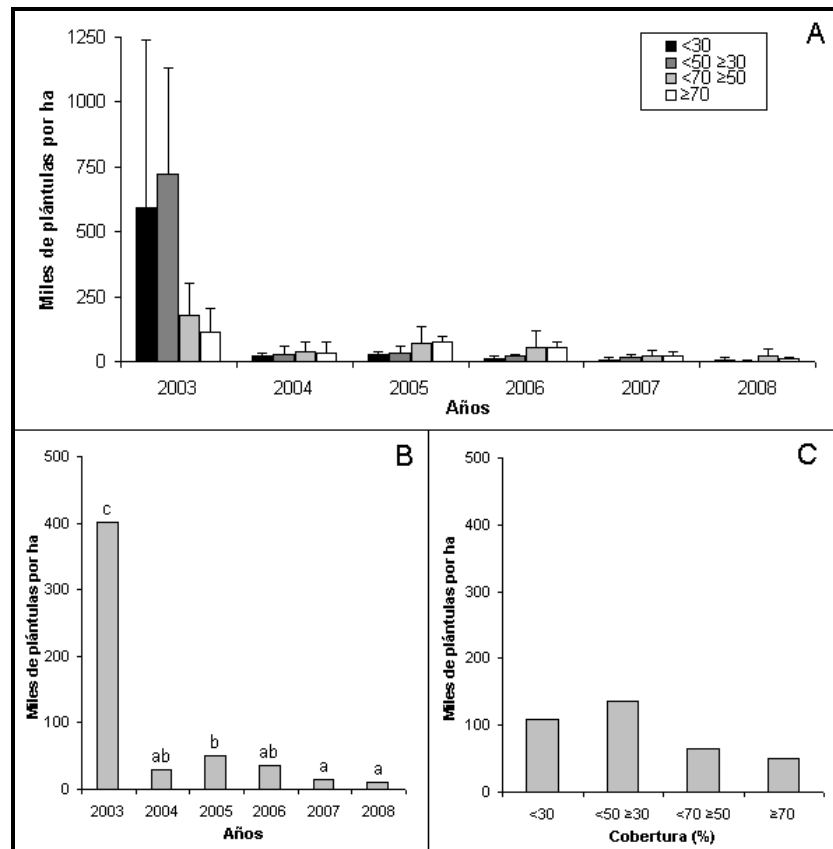 A
Miles de plántulas por ha
1250
1000
750
500
250
0
<30
<50 ≥30
<70 ≥50
≥70
2003 2004 2005 2006 2007 2008
Años
B
Miles de plántulas por ha
500
400
300
200
100
0
c ab b ab a a
2003 2004 2005 2006 2007 2008
Años
C
Miles de plántulas por ha
500
400
300
200
100
0
<30 <50 ≥30 <70 ≥50 ≥70
Cobertura (%)